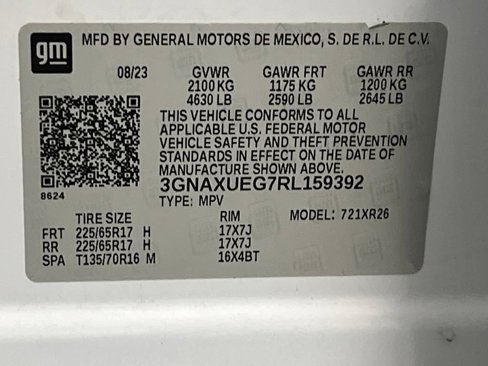 gm MFD BY GENERAL MOTORS DE MEXICO, S. DE R.L. DE C.V.
08/23 GVWR GAWR FRT GAWR RR
2100 KG 1175 KG 1200 KG
4630 LB 2590 LB 2645 LB
THIS VEHICLE CONFORMS TO ALL
APPLICABLE U.S. FEDERAL MOTOR
VEHICLE SAFETY AND THEFT PREVENTION
STANDARDS IN EFFECT ON THE DATE OF
MANUFACTURE SHOWN ABOVE.
3GNAXUEG7RL159392
8624 TYPE: MPV
TIRE SIZE RIM MODEL: 721XR26
FRT 225/65R17 H 17X7J
RR 225/65R17 H 17X7J
SPA T135/70R16 M 16X4BT